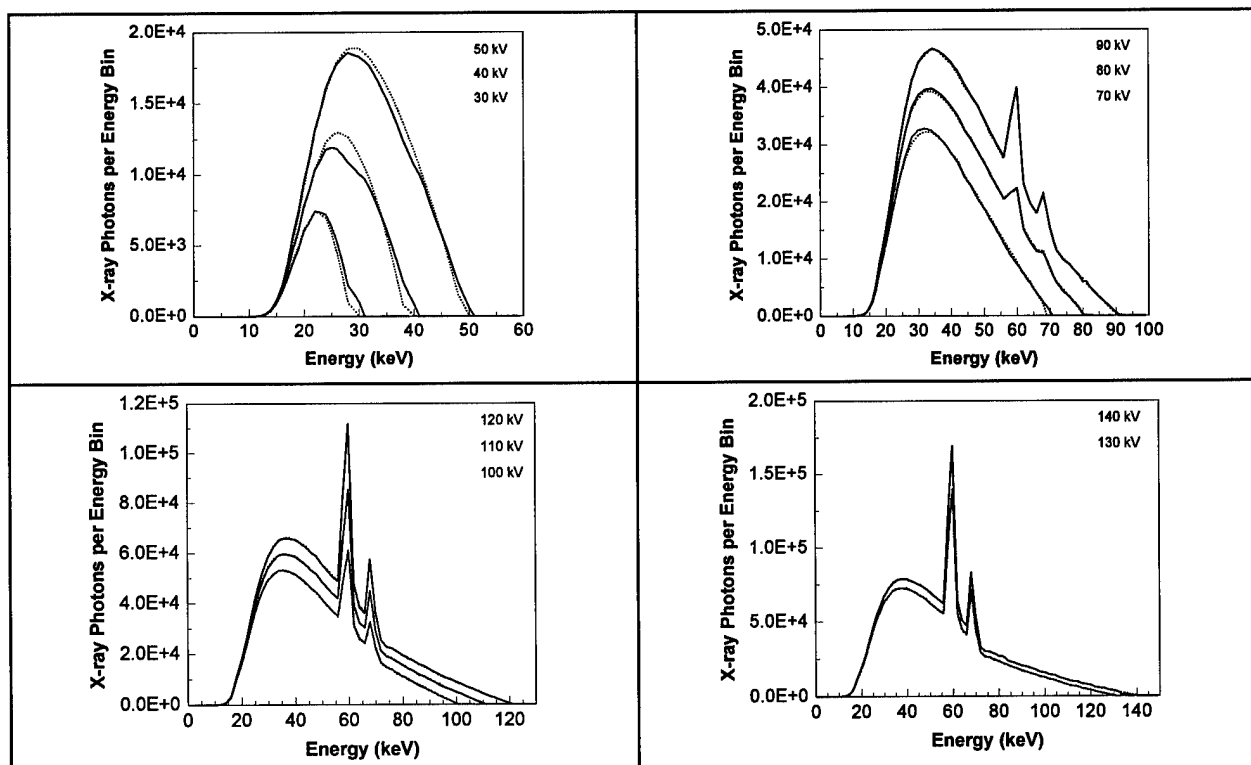 2.0E+4
1.5E+4
1.0E+4
5.0E+3
0.0E+0
X-ray Photons per Energy Bin
50 kV
40 kV
30 kV
0 10 20 30 40 50 60
Energy (keV)
5.0E+4
4.0E+4
3.0E+4
2.0E+4
1.0E+4
0.0E+0
X-ray Photons per Energy Bin
90 kV
80 kV
70 kV
0 10 20 30 40 50 60 70 80 90 100
Energy (keV)
1.2E+5
1.0E+5
8.0E+4
6.0E+4
4.0E+4
2.0E+4
0.0E+0
X-ray Photons per Energy Bin
120 kV
110 kV
100 kV
0 20 40 60 80 100 120
Energy (keV)
2.0E+5
1.5E+5
1.0E+5
5.0E+4
0.0E+0
X-ray Photons per Energy Bin
140 kV
130 kV
0 20 40 60 80 100 120 140
Energy (keV)